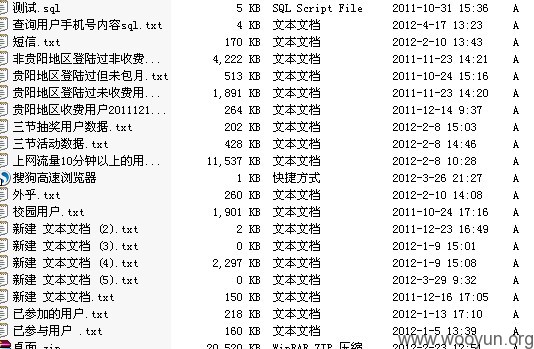 测试.sql 5 KB SQL Script File 2011-10-31 15:36 A
查询用户手机号内容sql.txt 4 KB 文本文档 2012-4-17 13:23 A
短信.txt 170 KB 文本文档 2012-2-10 13:43 A
非贵阳地区登陆过非收费... 4,222 KB 文本文档 2011-11-23 14:21 A
贵阳地区登陆过但未包月.txt 513 KB 文本文档 2011-10-24 15:16 A
贵阳地区登陆过未收费用... 1,891 KB 文本文档 2011-11-23 14:20 A
贵阳地区收费用户2011121... 264 KB 文本文档 2011-12-14 9:37 A
三节抽奖用户数据.txt 202 KB 文本文档 2012-2-8 15:03 A
三节活动数据.txt 428 KB 文本文档 2012-2-8 14:46 A
上网流量10分钟以上的用... 11,537 KB 文本文档 2012-2-8 10:28 A
搜狗高速浏览器 1 KB 快捷方式 2012-3-26 21:27 A
外乎.txt 260 KB 文本文档 2012-2-10 14:08 A
校园用户.txt 1,901 KB 文本文档 2011-10-24 17:16 A
新建 文本文档 (2).txt 2 KB 文本文档 2011-12-23 16:49 A
新建 文本文档 (3).txt 0 KB 文本文档 2012-1-9 15:01 A
新建 文本文档 (4).txt 2,297 KB 文本文档 2012-1-9 15:08 A
新建 文本文档 (5).txt 0 KB 文本文档 2012-3-29 9:32 A
新建 文本文档.txt 150 KB 文本文档 2011-12-16 17:05 A
已参加的用户.txt 218 KB 文本文档 2012-1-13 17:10 A
已参与用户 .txt 160 KB 文本文档 2012-1-5 13:39 A
桌面.zip 20,520 KB WinRAR ZIP 压缩
www.wooyun.org